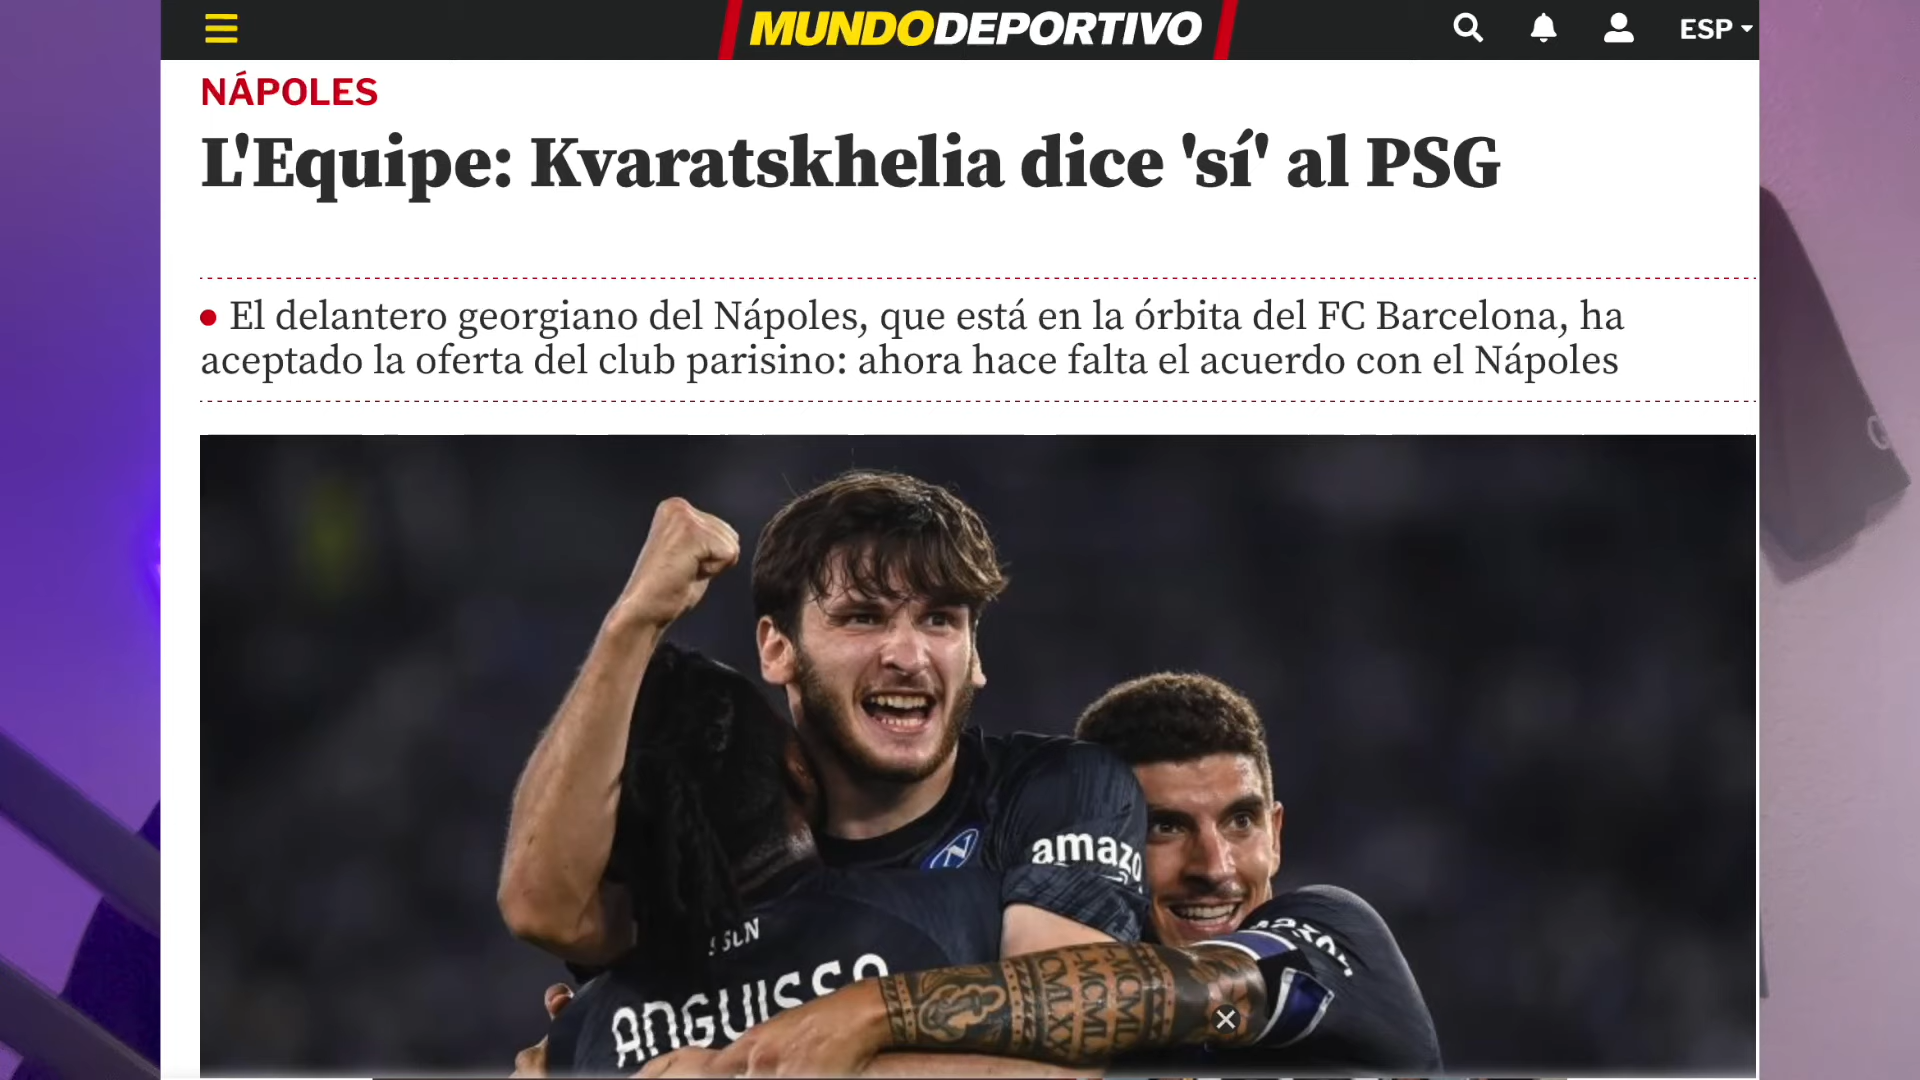 MUNDODEPORTIVO
ESP
NÁPOLES
L'Equipe: Kvaratskhelia dice 'sí' al PSG
El delantero georgiano del Nápoles, que está en la órbita del FC Barcelona, ha
aceptado la oferta del club parisino: ahora hace falta el acuerdo con el Nápoles
N
amazo
ANGUISSA